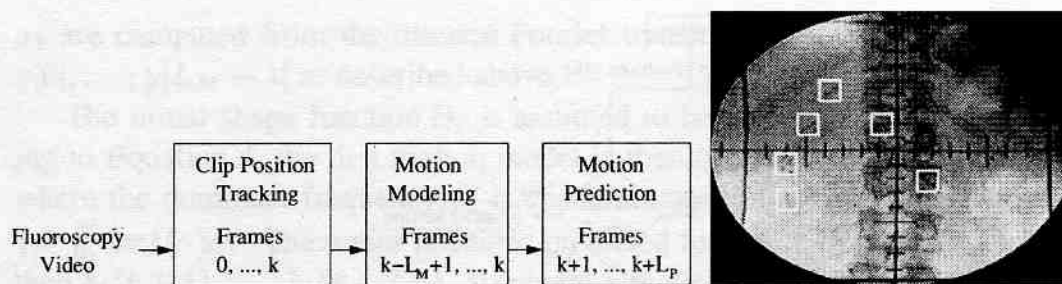 Clip Position
Tracking
Frames
0, ..., k
Motion
Modeling
Frames
k−L_M+1, ..., k
Motion
Prediction
Frames
k+1, ..., k+L_P
Fluoroscopy
Video